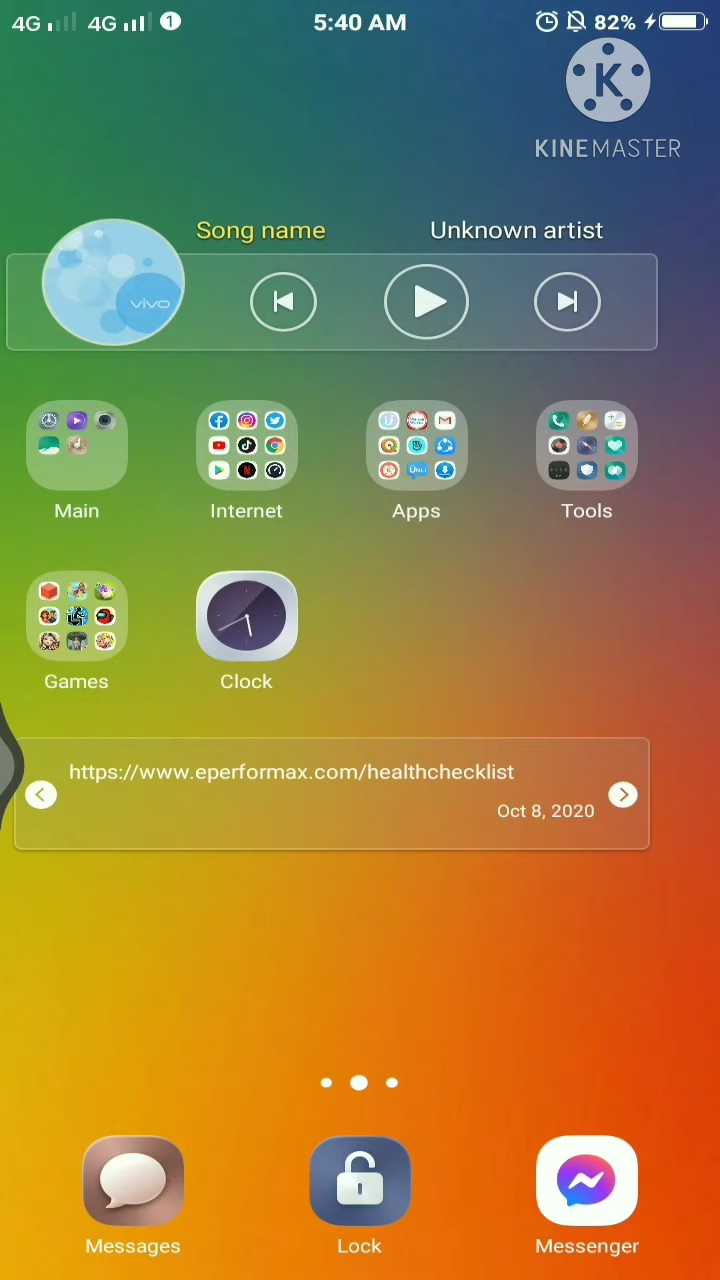 4G 4G 1 5:40 AM 82%
KINEMASTER
Song name Unknown artist
vivo
Main Internet Apps Tools
Games Clock
https://www.eperformax.com/healthchecklist
Oct 8, 2020
Messages Lock Messenger